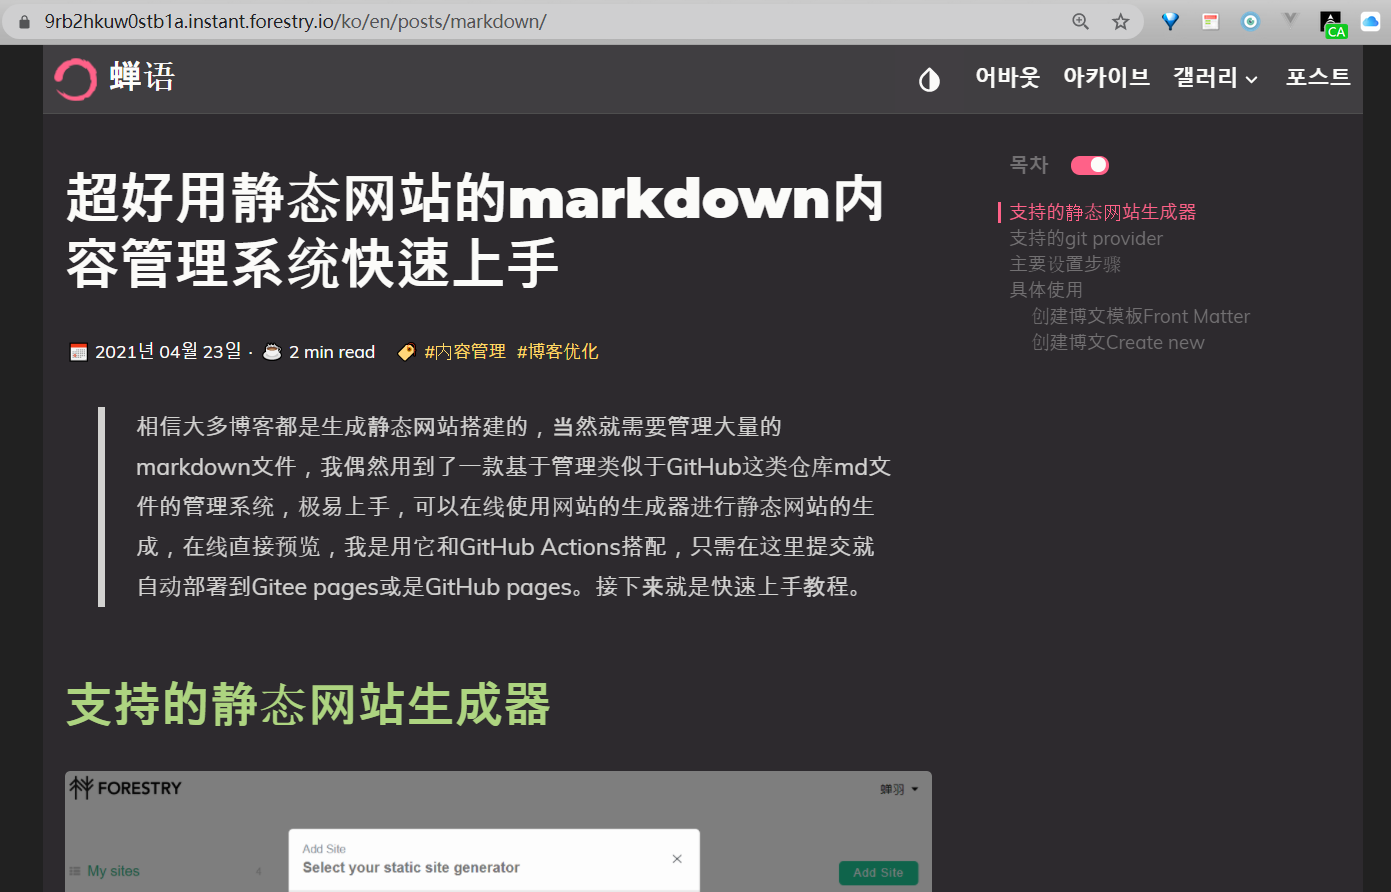 9rb2hkuw0stb1a.instant.forestry.io/ko/en/posts/markdown/
CA
蝉语
어바웃 아카이브 갤러리 포스트
超好用静态网站的markdown内
容管理系统快速上手
2021년 04월 23일 · 2 min read #内容管理 #博客优化
相信大多博客都是生成静态网站搭建的，当然就需要管理大量的
markdown文件，我偶然用到了一款基于管理类似于GitHub这类仓库md文
件的管理系统，极易上手，可以在线使用网站的生成器进行静态网站的生
成，在线直接预览，我是用它和GitHub Actions搭配，只需在这里提交就
自动部署到Gitee pages或是GitHub pages。接下来就是快速上手教程。
支持的静态网站生成器
FORESTRY
蝉羽
Add Site
Select your static site generator
My sites 4
Add Site
목차
支持的静态网站生成器
支持的git provider
主要设置步骤
具体使用
创建博文模板Front Matter
创建博文Create new